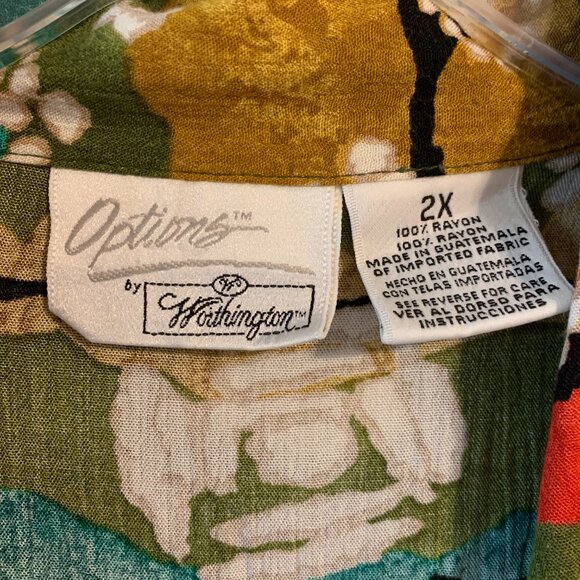 Options™
by
W
Worthington™
2X
100% RAYON
100% RAYON
MADE IN GUATEMALA
OF IMPORTED FABRIC
HECHO EN GUATEMALA
CON TELAS IMPORTADAS
SEE REVERSE FOR CARE
VER AL DORSO PARA
INSTRUCCIONES